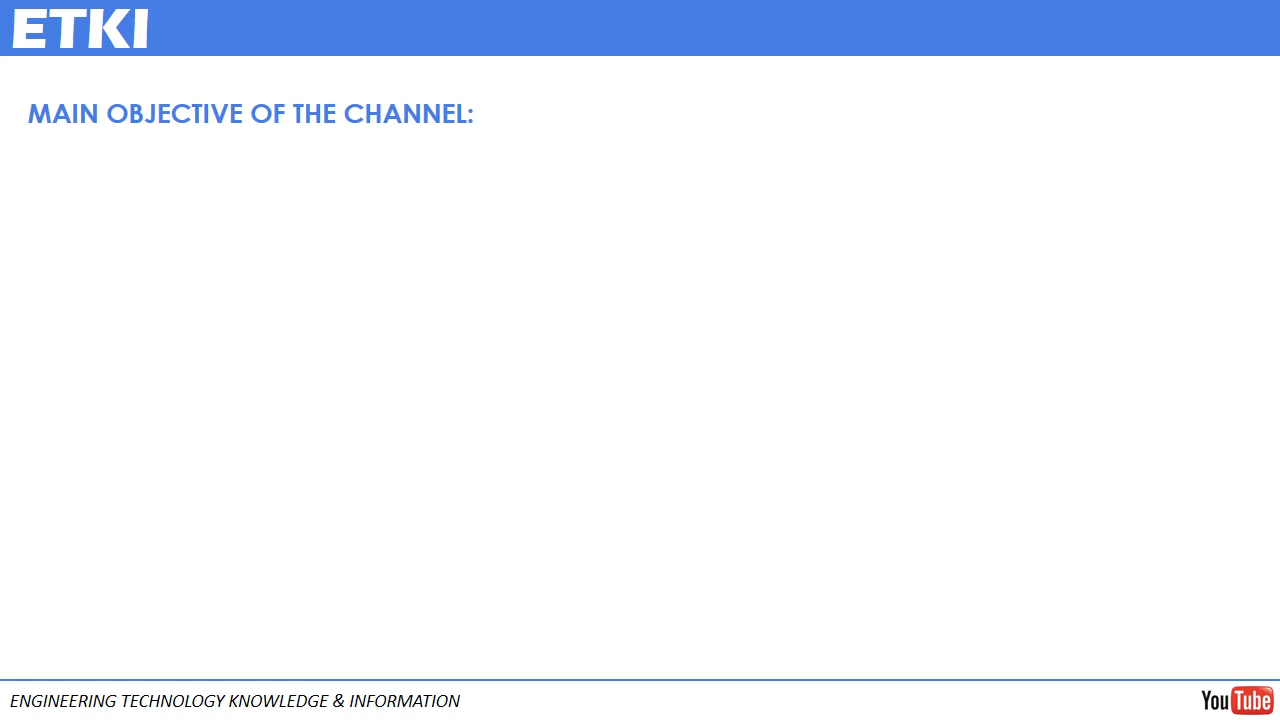 ETKI
MAIN OBJECTIVE OF THE CHANNEL:
ENGINEERING TECHNOLOGY KNOWLEDGE & INFORMATION
YouTube